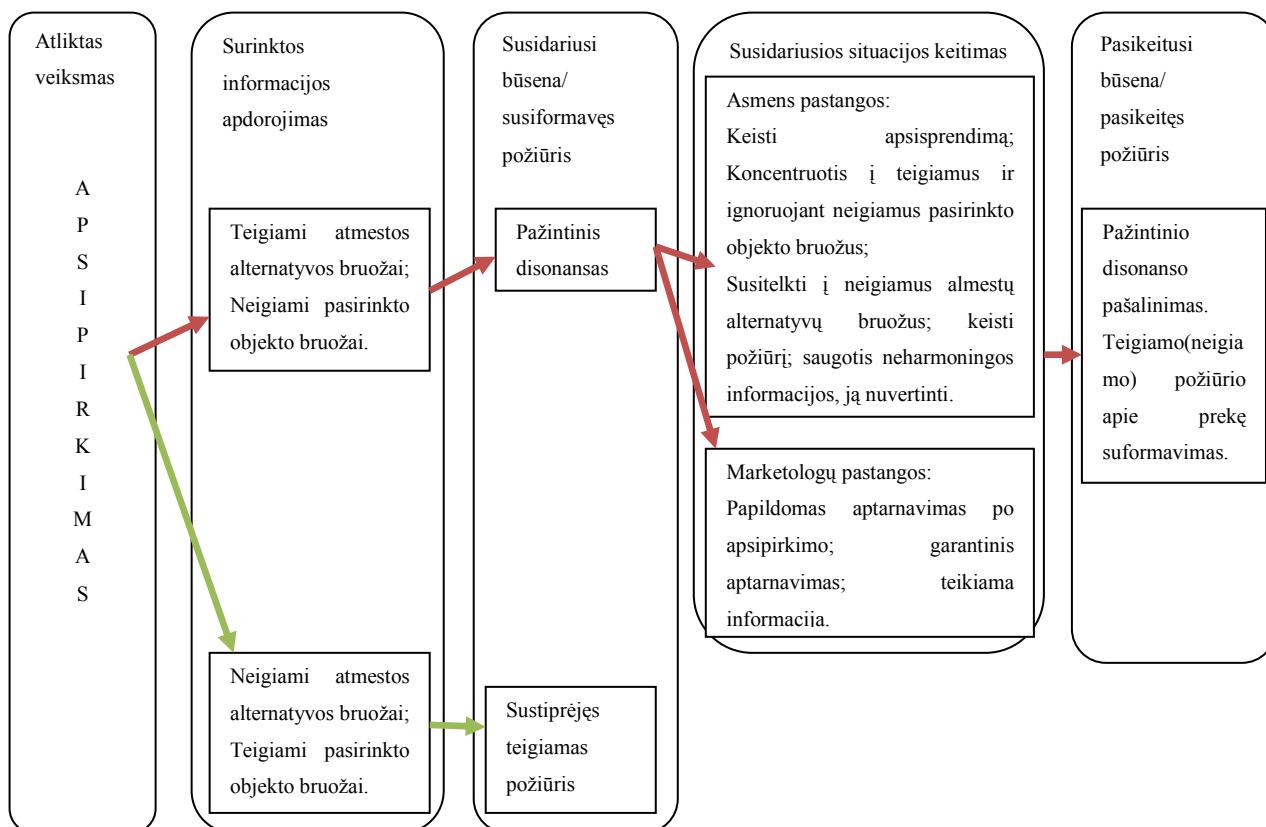 Atliktas
veiksmas
A
P
S
I
P
I
R
K
I
M
A
S
Surinktos
informacijos
apdorojimas
Teigiami atmestos
alternatyvos bruožai;
Neigiami pasirinkto
objekto bruožai.
Neigiami atmestos
alternatyvos bruožai;
Teigiami pasirinkto
objekto bruožai.
Susidariusi
būsena/
susiformavęs
požiūris
Pažintinis
disonansas
Sustiprėjęs
teigiamas
požiūris
Susidariusios situacijos keitimas
Asmens pastangos:
Keisti apsisprendimą;
Koncentruotis į teigiamus ir
ignoruojant neigiamus pasirinkto
objekto bruožus;
Susitelkti į neigiamus almestų
alternatyvų bruožus; keisti
požiūrį; saugotis neharmoningos
informacijos, ją nuvertinti.
Marketologų pastangos:
Papildomas aptarnavimas po
apsipirkimo; garantinis
aptarnavimas; teikiama
informacija.
Pasikeitusi
būsena/
pasikeitęs
požiūris
Pažintinio
disonanso
pašalinimas.
Teigiamo(neigia
mo) požiūrio
apie prekę
suformavimas.